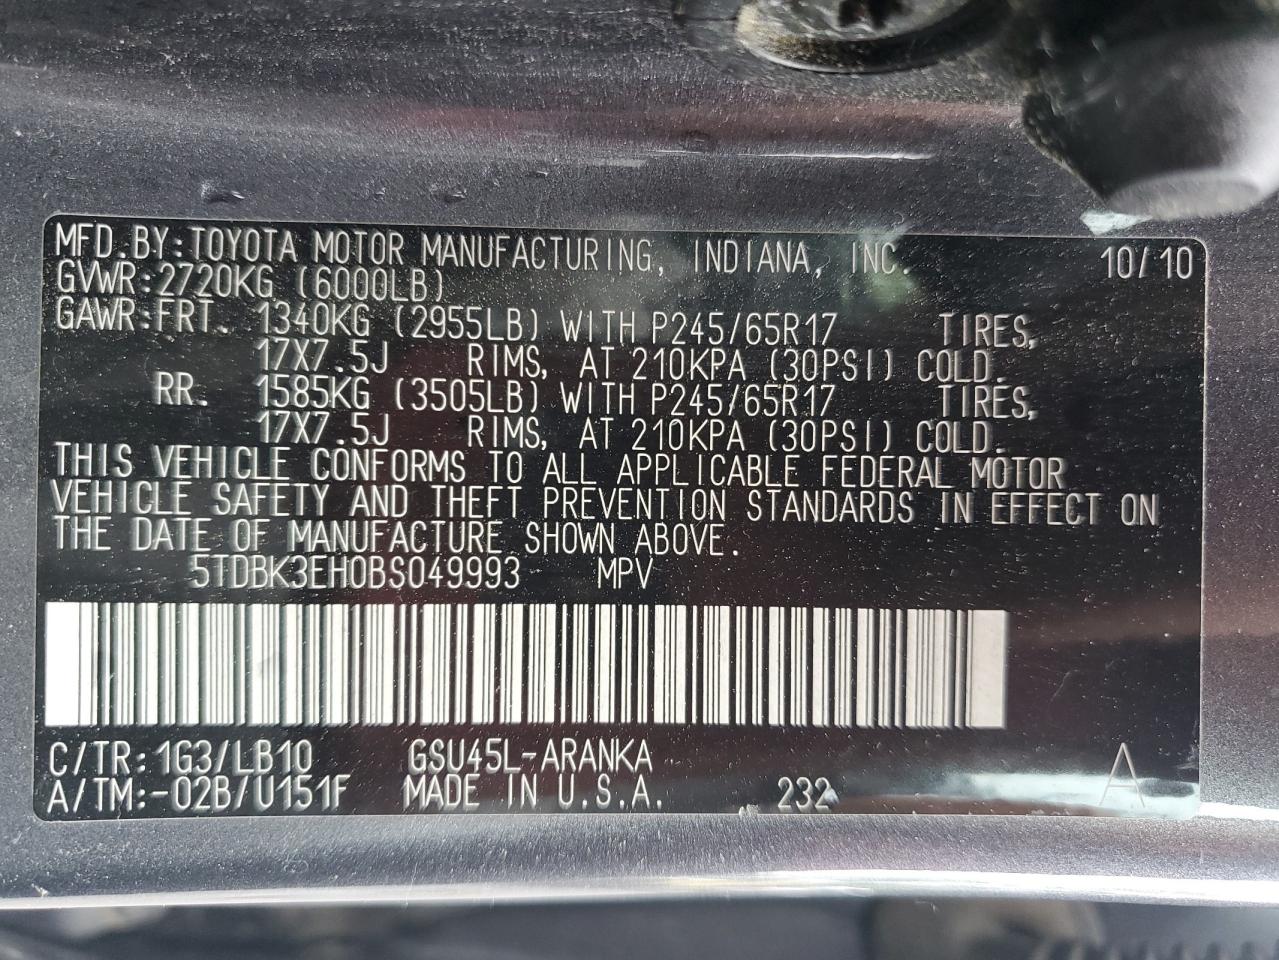 MFD.BY:TOYOTA MOTOR MANUFACTURING, INDIANA, INC. 10/10
GVWR:2720KG (6000LB)
GAWR:FRT. 1340KG (2955LB) WITH P245/65R17 TIRES,
17X7.5J RIMS, AT 210KPA (30PSI) COLD.
RR. 1585KG (3505LB) WITH P245/65R17 TIRES,
17X7.5J RIMS, AT 210KPA (30PSI) COLD.
THIS VEHICLE CONFORMS TO ALL APPLICABLE FEDERAL MOTOR
VEHICLE SAFETY AND THEFT PREVENTION STANDARDS IN EFFECT ON
THE DATE OF MANUFACTURE SHOWN ABOVE.
5TDBK3EH0BS049993 MPV
C/TR:1G3/LB10 GSU45L-ARANKA
A/TM:-02B/U151F MADE IN U.S.A. 232 A